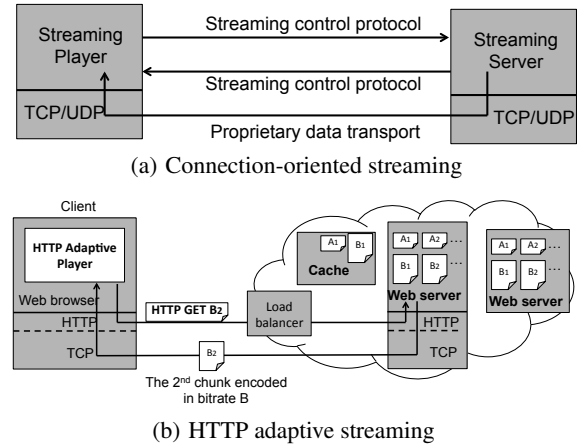 Streaming
Player
TCP/UDP
Streaming control protocol
Streaming control protocol
Proprietary data transport
Streaming
Server
TCP/UDP
(a) Connection-oriented streaming
Client
HTTP Adaptive
Player
Web browser
HTTP
TCP
HTTP GET B2
Load
balancer
A1
B1
Cache
A1 A2 ...
B1 B2 ...
Web server
HTTP
TCP
A1 A2 ...
B1 B2 ...
Web server
B2
The 2nd chunk encoded
in bitrate B
(b) HTTP adaptive streaming